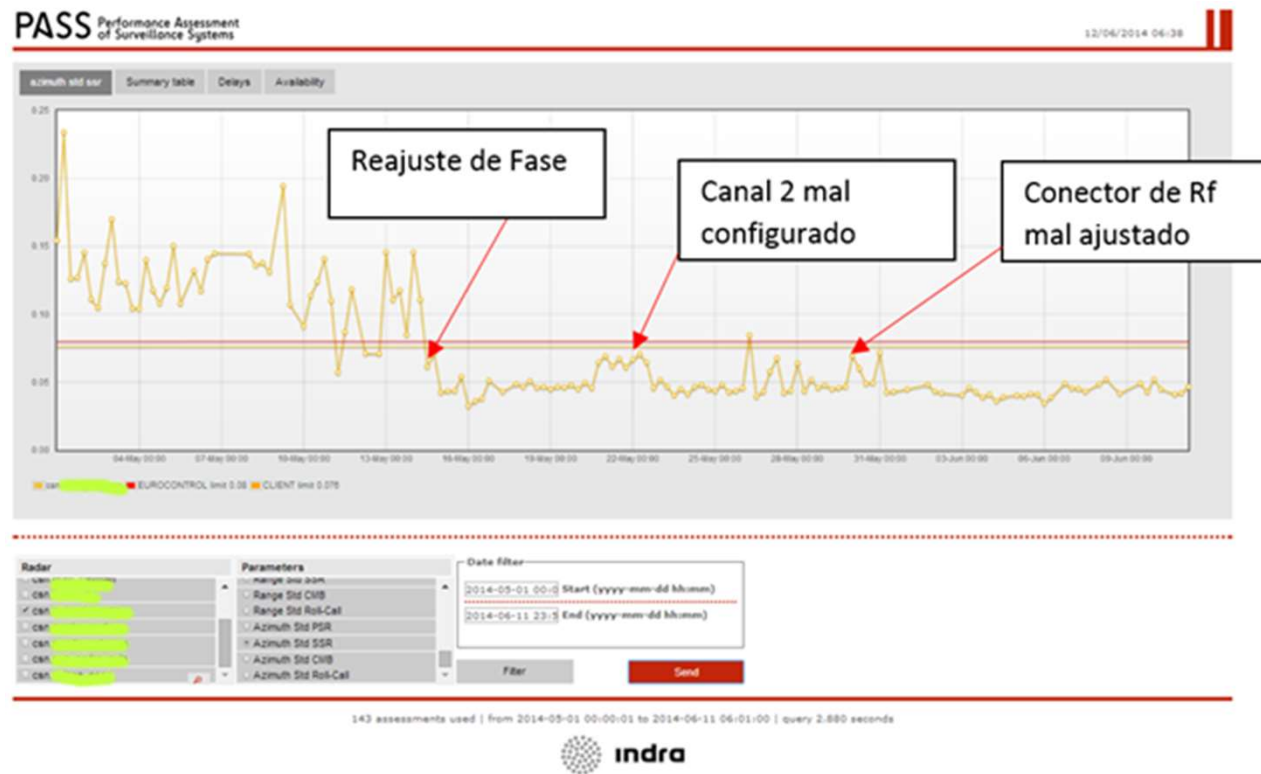 PASS Performance Assessment
of Surveillance Systems
12/06/2014 06:38
azimuth std ssr
Summary table
Delays
Availability
0.25
0.20
0.15
0.10
0.05
0.00
Reajuste de Fase
Canal 2 mal
configurado
Conector de Rf
mal ajustado
04-May 00:00
07-May 00:00
10-May 00:00
13-May 00:00
16-May 00:00
19-May 00:00
22-May 00:00
25-May 00:00
28-May 00:00
31-May 00:00
03-Jun 00:00
06-Jun 00:00
09-Jun 00:00
EUROCONTROL limit 0.08
CLIENT limit 0.075
Radar
csn
csn
csn
csn
csn
csn
csn
Parameters
Range Std SSR
Range Std CMB
Range Std Roll-Call
Azimuth Std PSR
Azimuth Std SSR
Azimuth Std CMB
Azimuth Std Roll-Call
Date filter
2014-05-01 00:0 Start (yyyy-mm-dd hh:mm)
2014-06-11 23:5 End (yyyy-mm-dd hh:mm)
Filter
Send
143 assessments used | from 2014-05-01 00:00:01 to 2014-06-11 06:01:00 | query 2.880 seconds
indra